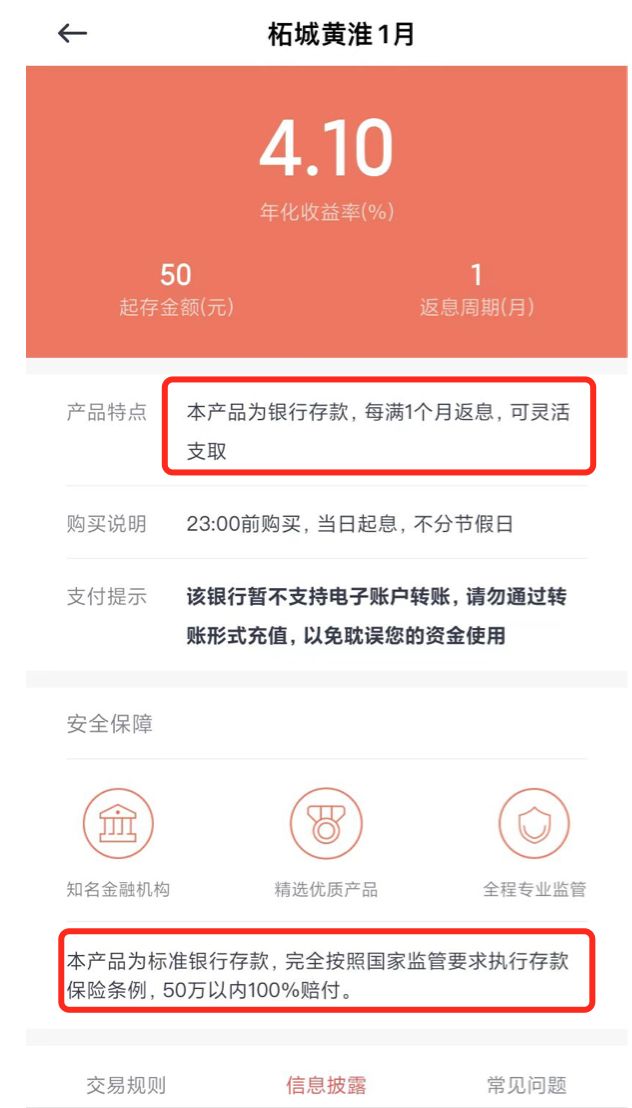 柘城黄淮1月
4.10
年化收益率(%)
50
1
起存金额(元)
返息周期(月)
产品特点
本产品为银行存款，每满1个月返息，可灵活
支取
购买说明
23:00前购买，当日起息，不分节假日
支付提示
该银行暂不支持电子账户转账，请勿通过转
账形式充值，以免耽误您的资金使用
安全保障
知名金融机构
精选优质产品
全程专业监管
本产品为标准银行存款，完全按照国家监管要求执行存款
保险条例，50万以内100%赔付。
交易规则
信息披露
常见问题